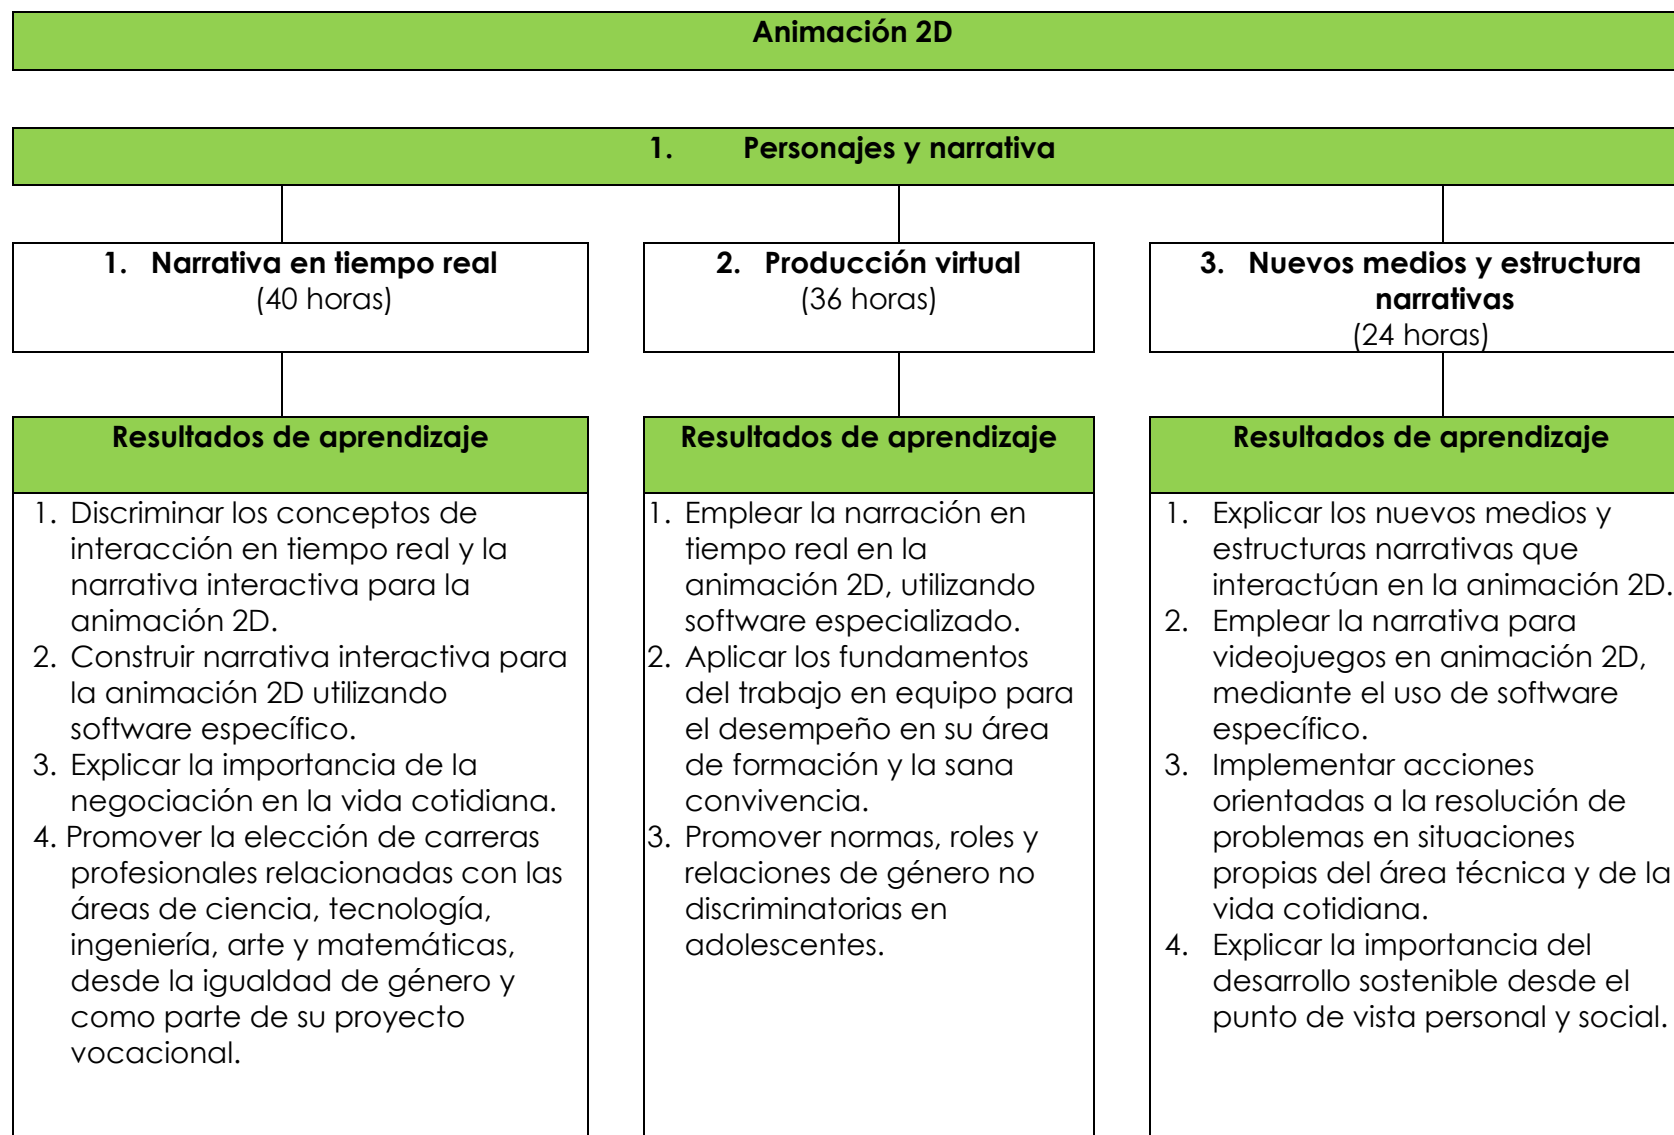 Animación 2D
1. Personajes y narrativa
1. Narrativa en tiempo real
(40 horas)
2. Producción virtual
(36 horas)
3. Nuevos medios y estructura
narrativas
(24 horas)
Resultados de aprendizaje
1. Discriminar los conceptos de
interacción en tiempo real y la
narrativa interactiva para la
animación 2D.
2. Construir narrativa interactiva para
la animación 2D utilizando
software específico.
3. Explicar la importancia de la
negociación en la vida cotidiana.
4. Promover la elección de carreras
profesionales relacionadas con las
áreas de ciencia, tecnología,
ingeniería, arte y matemáticas,
desde la igualdad de género y
como parte de su proyecto
vocacional.
Resultados de aprendizaje
1. Emplear la narración en
tiempo real en la
animación 2D, utilizando
software especializado.
2. Aplicar los fundamentos
del trabajo en equipo para
el desempeño en su área
de formación y la sana
convivencia.
3. Promover normas, roles y
relaciones de género no
discriminatorias en
adolescentes.
Resultados de aprendizaje
1. Explicar los nuevos medios y
estructuras narrativas que
interactúan en la animación 2D.
2. Emplear la narrativa para
videojuegos en animación 2D,
mediante el uso de software
específico.
3. Implementar acciones
orientadas a la resolución de
problemas en situaciones
propias del área técnica y de la
vida cotidiana.
4. Explicar la importancia del
desarrollo sostenible desde el
punto de vista personal y social.